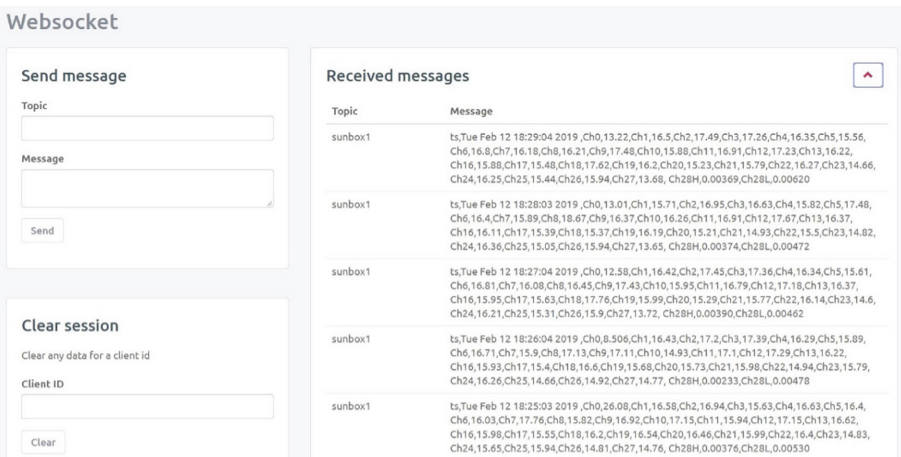 Websocket
Send message
Topic
Message
Send
Clear session
Clear any data for a client id
Client ID
Clear
Received messages
Topic Message
sunbox1 ts,Tue Feb 12 18:29:04 2019 ,Ch0,13.22,Ch1,16.5,Ch2,17.49,Ch3,17.26,Ch4,16.35,Ch5,15.56,
Ch6,16.8,Ch7,16.18,Ch8,16.21,Ch9,17.48,Ch10,15.88,Ch11,16.91,Ch12,17.23,Ch13,16.22,
Ch16,15.88,Ch17,15.48,Ch18,17.62,Ch19,16.2,Ch20,15.23,Ch21,15.79,Ch22,16.27,Ch23,14.66,
Ch24,16.25,Ch25,15.44,Ch26,15.94,Ch27,13.68, Ch28H,0.00369,Ch28L,0.00620
sunbox1 ts,Tue Feb 12 18:28:03 2019 ,Ch0,13.01,Ch1,15.71,Ch2,16.95,Ch3,16.63,Ch4,15.82,Ch5,17.48,
Ch6,16.4,Ch7,15.89,Ch8,18.67,Ch9,16.37,Ch10,16.26,Ch11,16.91,Ch12,17.67,Ch13,16.37,
Ch16,16.11,Ch17,15.39,Ch18,15.37,Ch19,16.19,Ch20,15.21,Ch21,14.93,Ch22,15.5,Ch23,14.82,
Ch24,16.36,Ch25,15.05,Ch26,15.94,Ch27,13.65, Ch28H,0.00374,Ch28L,0.00472
sunbox1 ts,Tue Feb 12 18:27:04 2019 ,Ch0,12.58,Ch1,16.42,Ch2,17.45,Ch3,17.36,Ch4,16.34,Ch5,15.61,
Ch6,16.81,Ch7,16.08,Ch8,16.45,Ch9,17.43,Ch10,15.95,Ch11,16.79,Ch12,17.18,Ch13,16.37,
Ch16,15.95,Ch17,15.63,Ch18,17.76,Ch19,15.99,Ch20,15.29,Ch21,15.77,Ch22,16.14,Ch23,14.6,
Ch24,16.21,Ch25,15.31,Ch26,15.9,Ch27,13.72, Ch28H,0.00390,Ch28L,0.00462
sunbox1 ts,Tue Feb 12 18:26:04 2019 ,Ch0,8.506,Ch1,16.43,Ch2,17.2,Ch3,17.39,Ch4,16.29,Ch5,15.89,
Ch6,16.71,Ch7,15.9,Ch8,17.13,Ch9,17.11,Ch10,14.93,Ch11,17.1,Ch12,17.29,Ch13,16.22,
Ch16,15.93,Ch17,15.4,Ch18,16.6,Ch19,15.68,Ch20,15.73,Ch21,15.98,Ch22,14.94,Ch23,15.79,
Ch24,16.26,Ch25,14.66,Ch26,14.92,Ch27,14.77, Ch28H,0.00233,Ch28L,0.00478
sunbox1 ts,Tue Feb 12 18:25:03 2019 ,Ch0,26.08,Ch1,16.58,Ch2,16.94,Ch3,15.63,Ch4,16.63,Ch5,16.4,
Ch6,16.03,Ch7,17.76,Ch8,15.82,Ch9,16.92,Ch10,17.15,Ch11,15.94,Ch12,17.15,Ch13,16.62,
Ch16,15.98,Ch17,15.55,Ch18,16.2,Ch19,16.54,Ch20,16.46,Ch21,15.99,Ch22,16.4,Ch23,14.83,
Ch24,15.65,Ch25,15.94,Ch26,14.81,Ch27,14.76, Ch28H,0.00376,Ch28L,0.00530